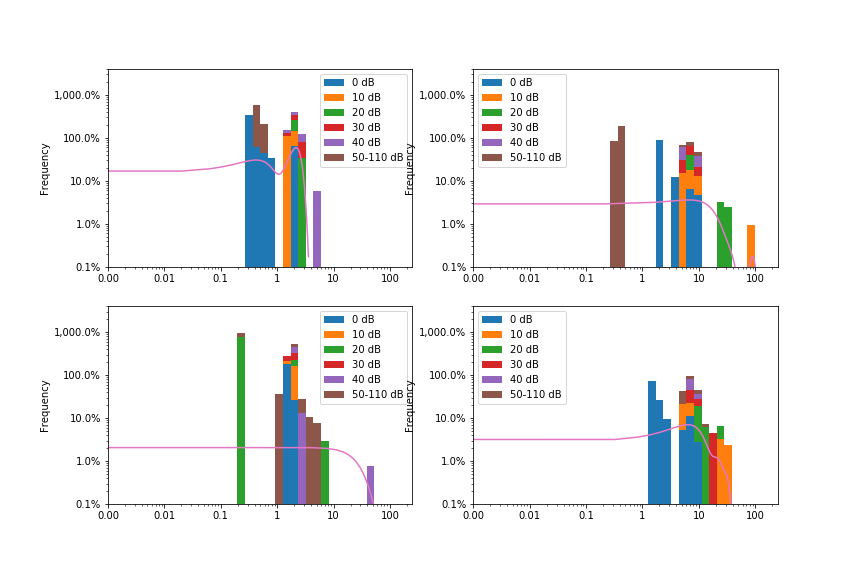 1,000.0%
100.0%
10.0%
1.0%
0.1%
Frequency
0.00
0.01
0.1
1
10
100
0 dB
10 dB
20 dB
30 dB
40 dB
50-110 dB
1,000.0%
100.0%
10.0%
1.0%
0.1%
Frequency
0.00
0.01
0.1
1
10
100
0 dB
10 dB
20 dB
30 dB
40 dB
50-110 dB
1,000.0%
100.0%
10.0%
1.0%
0.1%
Frequency
0.00
0.01
0.1
1
10
100
0 dB
10 dB
20 dB
30 dB
40 dB
50-110 dB
1,000.0%
100.0%
10.0%
1.0%
0.1%
Frequency
0.00
0.01
0.1
1
10
100
0 dB
10 dB
20 dB
30 dB
40 dB
50-110 dB